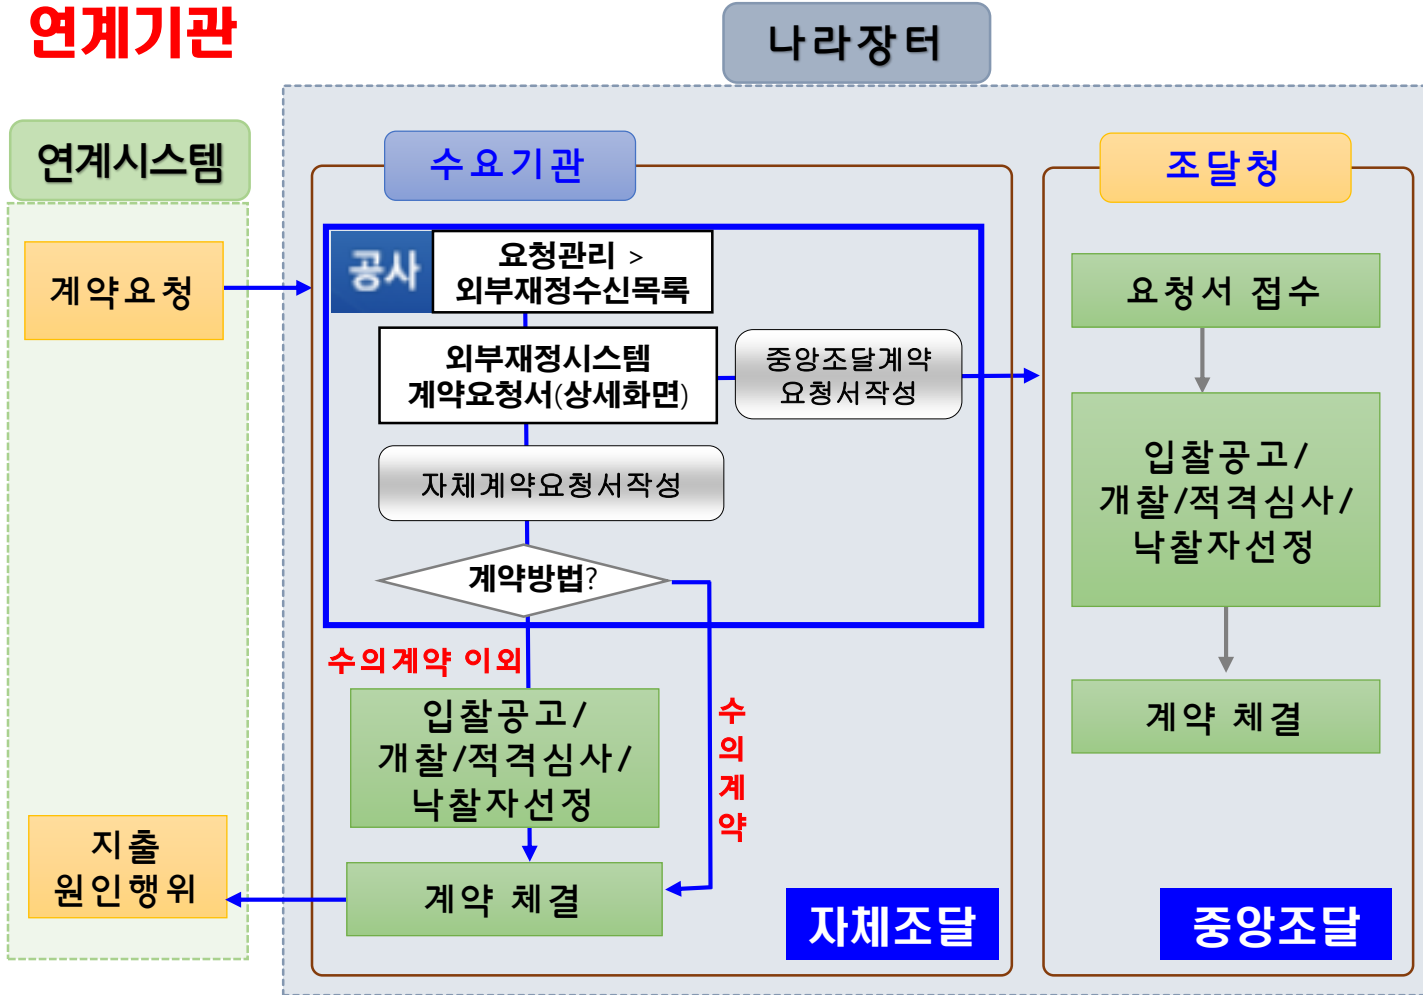 연계기관
나라장터
연계시스템
수요기관
조달청
계약요청
공사
요청관리 >
외부재정수신목록
외부재정시스템
계약요청서(상세화면)
중앙조달계약
요청서작성
자체계약요청서작성
계약방법?
수의계약 이외
입찰공고/
개찰/적격심사/
낙찰자선정
수
의
계
약
계약 체결
지출
원인행위
자체조달
요청서 접수
입찰공고/
개찰/적격심사/
낙찰자선정
계약 체결
중앙조달